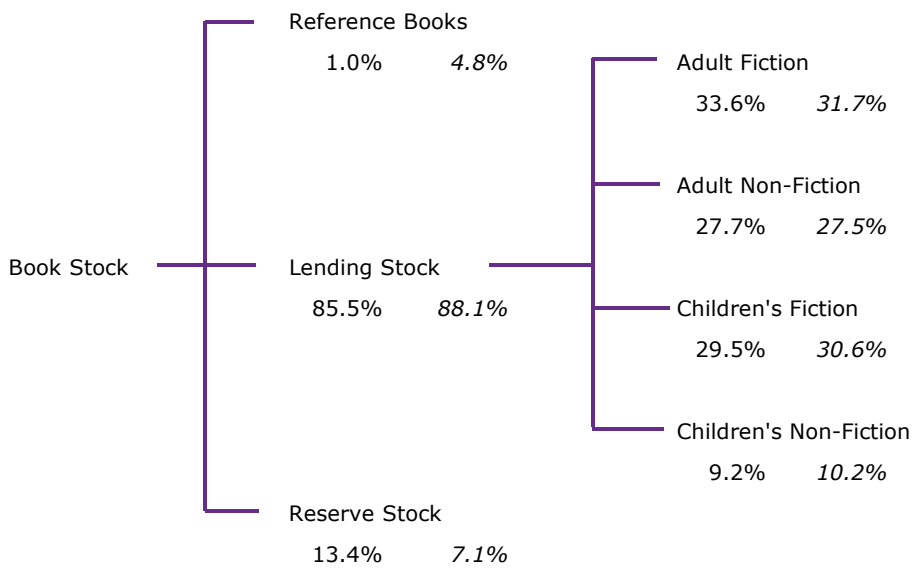 Reference Books
1.0% 4.8%
Adult Fiction
33.6% 31.7%
Adult Non-Fiction
27.7% 27.5%
Book Stock
Lending Stock
85.5% 88.1%
Children's Fiction
29.5% 30.6%
Children's Non-Fiction
9.2% 10.2%
Reserve Stock
13.4% 7.1%